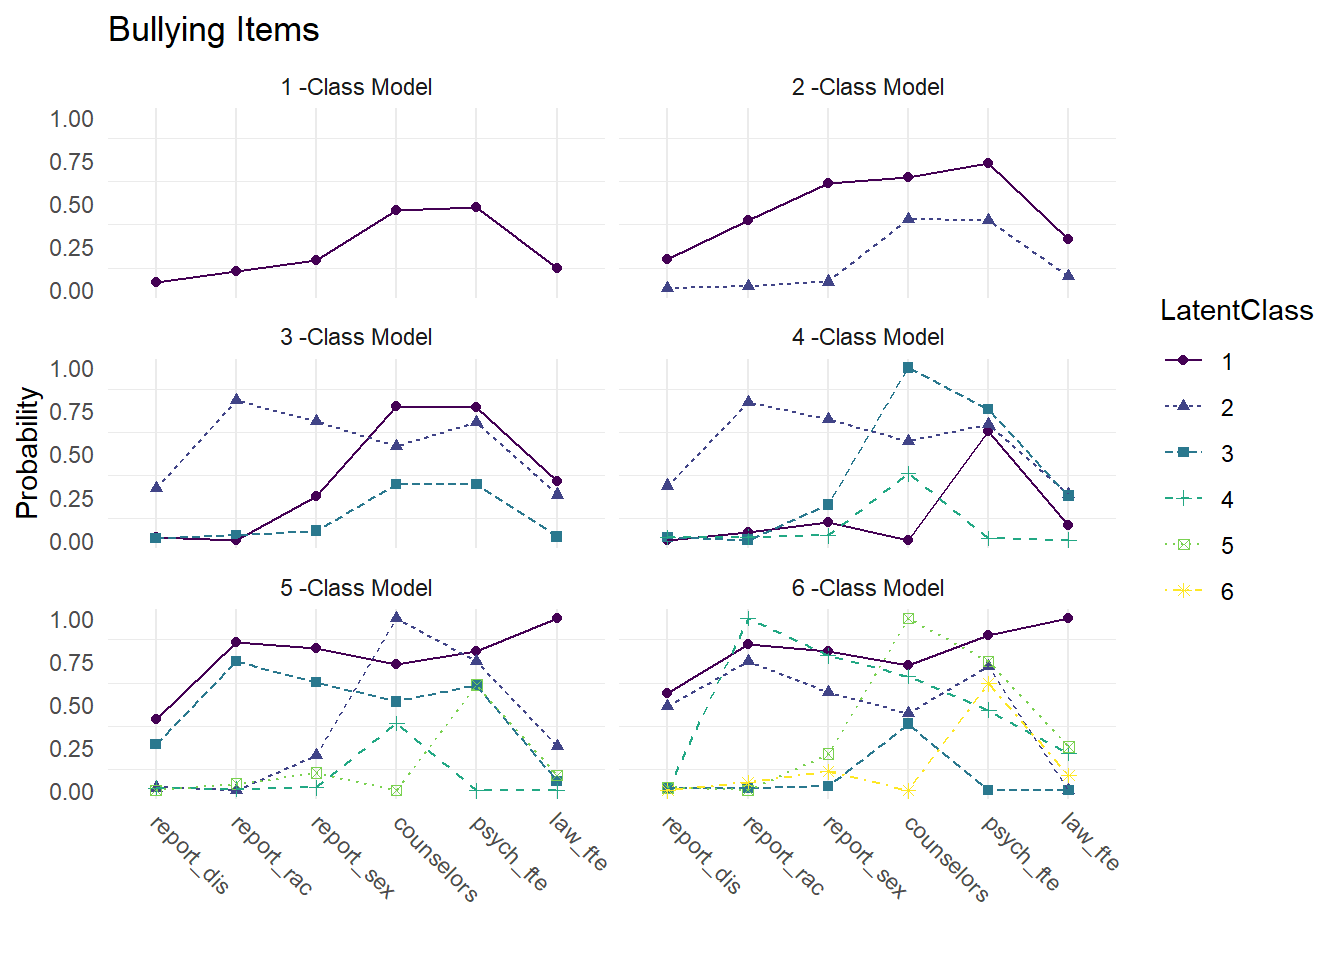 Bullying Items
1 -Class Model
2 -Class Model
1.00
0.75
0.50
0.25
0.00
3 -Class Model
4 -Class Model
1.00
0.75
0.50
0.25
0.00
5 -Class Model
6 -Class Model
1.00
0.75
0.50
0.25
0.00
Probability
report_dis
report_rac
report_sex
counselors
psych_fte
law_fte
report_dis
report_rac
report_sex
counselors
psych_fte
law_fte
LatentClass
1
2
3
4
5
6